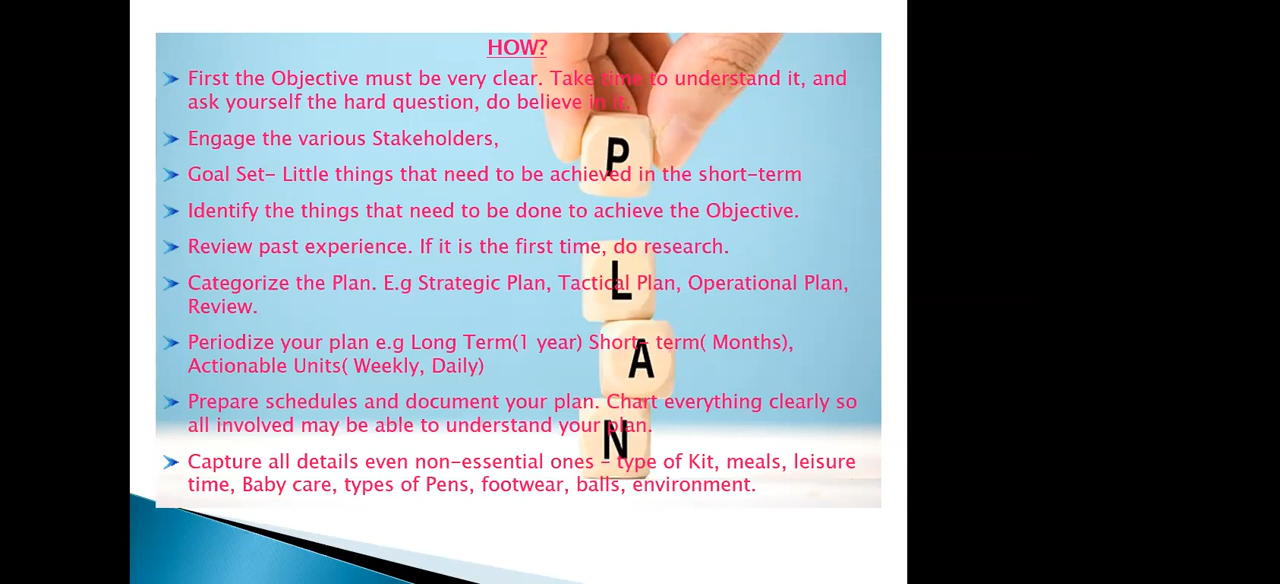 HOW?
First the Objective must be very clear. Take time to understand it, and
ask yourself the hard question, do believe in it.
Engage the various Stakeholders,
Goal Set- Little things that need to be achieved in the short-term
Identify the things that need to be done to achieve the Objective.
Review past experience. If it is the first time, do research.
Categorize the Plan. E.g Strategic Plan, Tactical Plan, Operational Plan,
Review.
Periodize your plan e.g Long Term(1 year) Short- term( Months),
Actionable Units( Weekly, Daily)
Prepare schedules and document your plan. Chart everything clearly so
all involved may be able to understand your plan.
Capture all details even non-essential ones - type of Kit, meals, leisure
time, Baby care, types of Pens, footwear, balls, environment.
P
L
A
N